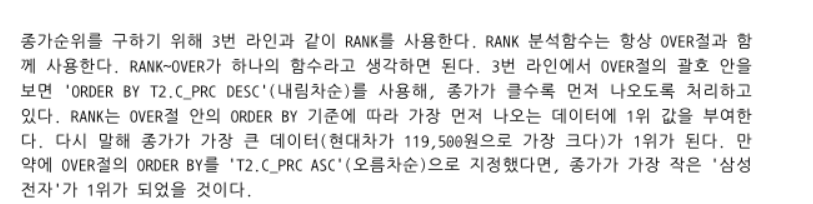 종가순위를 구하기 위해 3번 라인과 같이 RANK를 사용한다. RANK 분석함수는 항상 OVER절과 함
께 사용한다. RANK~OVER가 하나의 함수라고 생각하면 된다. 3번 라인에서 OVER절의 괄호 안을
보면 'ORDER BY T2.C_PRC DESC'(내림차순)를 사용해, 종가가 클수록 먼저 나오도록 처리하고
있다. RANK는 OVER절 안의 ORDER BY 기준에 따라 가장 먼저 나오는 데이터에 1위 값을 부여한
다. 다시 말해 종가가 가장 큰 데이터(현대차가 119,500원으로 가장 크다)가 1위가 된다. 만
약에 OVER절의 ORDER BY를 'T2.C_PRC ASC'(오름차순)으로 지정했다면, 종가가 가장 작은 '삼성
전자'가 1위가 되었을 것이다.